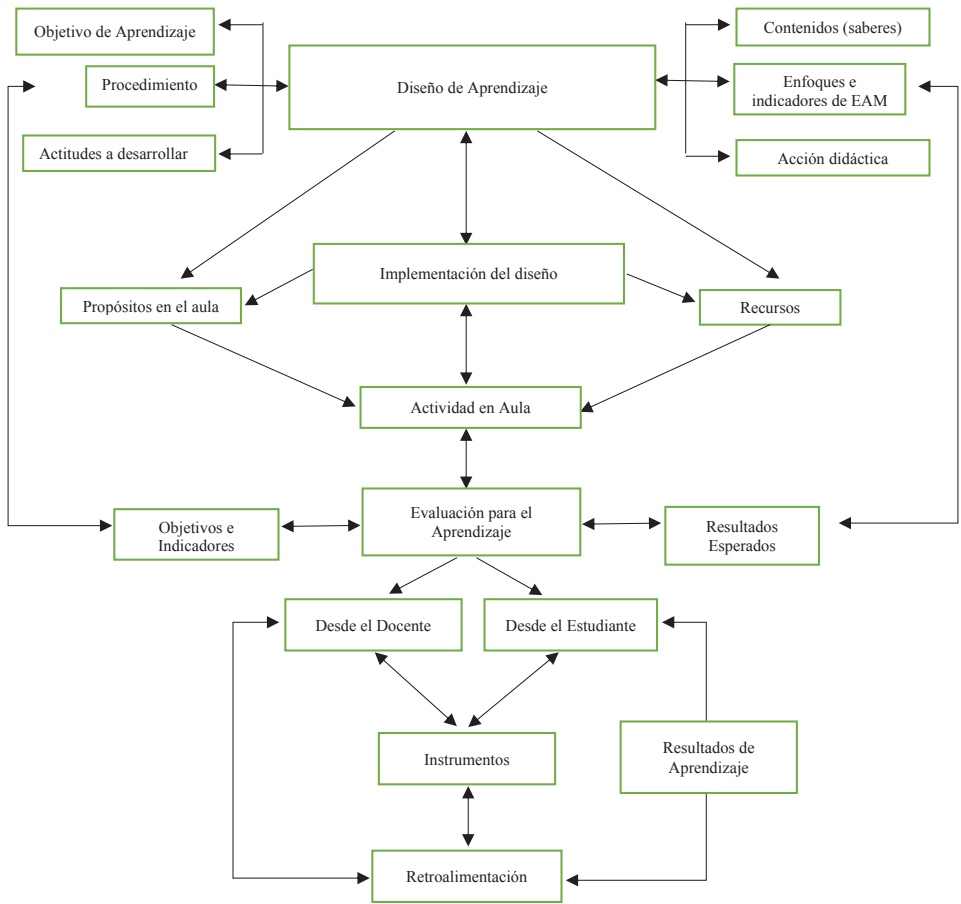 Objetivo de Aprendizaje
Contenidos (saberes)
Procedimiento
Diseño de Aprendizaje
Enfoques e
indicadores de EAM
Actitudes a desarrollar
Acción didáctica
Implementación del diseño
Propósitos en el aula
Recursos
Actividad en Aula
Objetivos e
Indicadores
Evaluación para el
Aprendizaje
Resultados
Esperados
Desde el Docente
Desde el Estudiante
Instrumentos
Resultados de
Aprendizaje
Retroalimentación